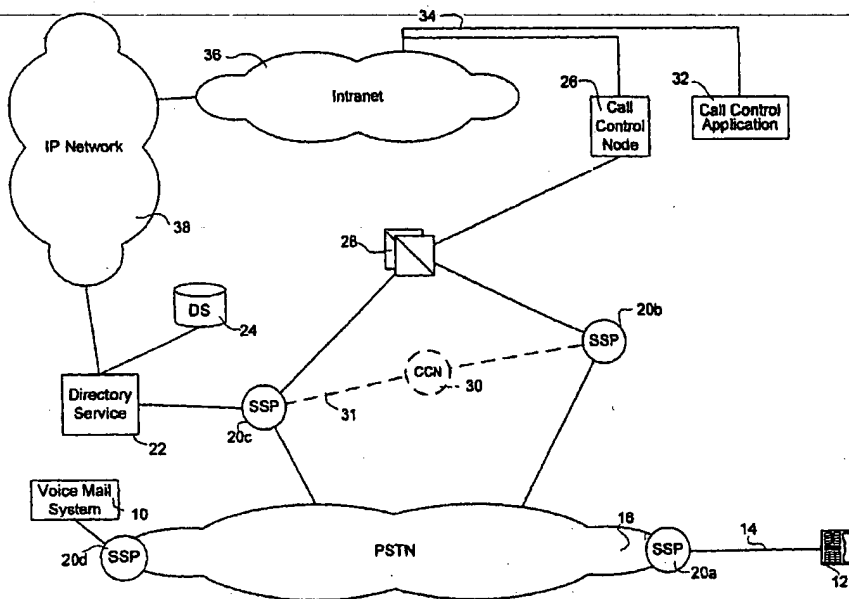 34
36
Intranet
26
Call
Control
Node
32
Call Control
Application
IP Network
38
28
DS
24
20b
SSP
CCN
30
Directory
Service
22
SSP
20c
31
Voice Mail
System
10
20d
SSP
PSTN
16
SSP
20a
14
12